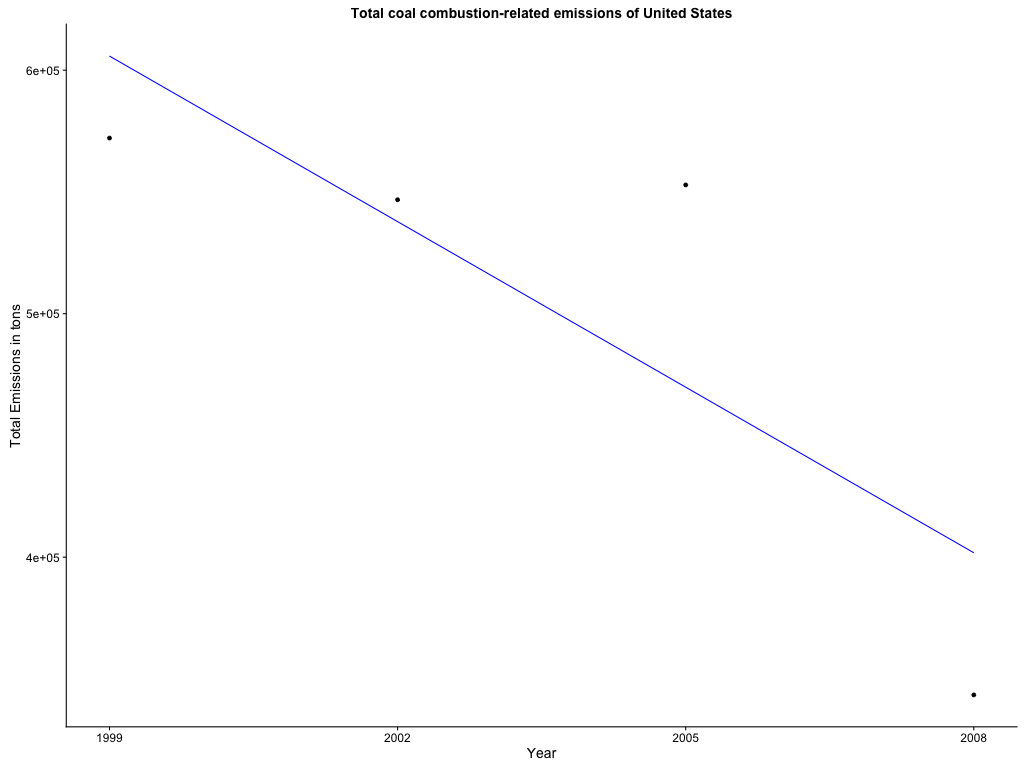 Total coal combustion-related emissions of United States
6e+05
5e+05
4e+05
Total Emissions in tons
1999 2002 2005 2008
Year